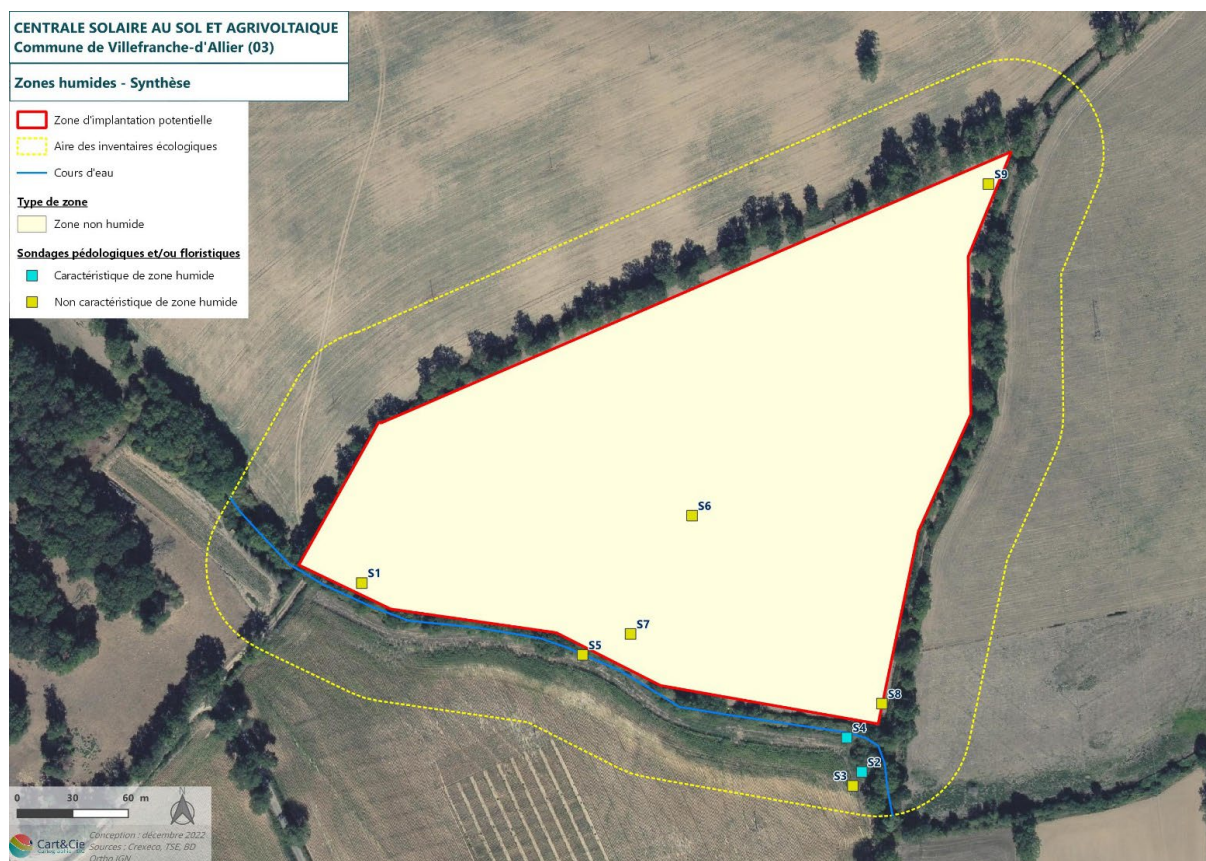 CENTRALE SOLAIRE AU SOL ET AGRIVOLTAIQUE
Commune de Villefranche-d'Allier (03)
Zones humides - Synthèse
Zone d'implantation potentielle
Aire des inventaires écologiques
Cours d'eau
Type de zone
Zone non humide
Sondages pédologiques et/ou floristiques
Caractéristique de zone humide
Non caractéristique de zone humide
S9
S6
S1
S7
S5
S8
S4
S2
S3
0 30 60 m
N
Cart&Cie
Conception : décembre 2022
Sources : Crexeco, TSE, BD
Ortho IGN